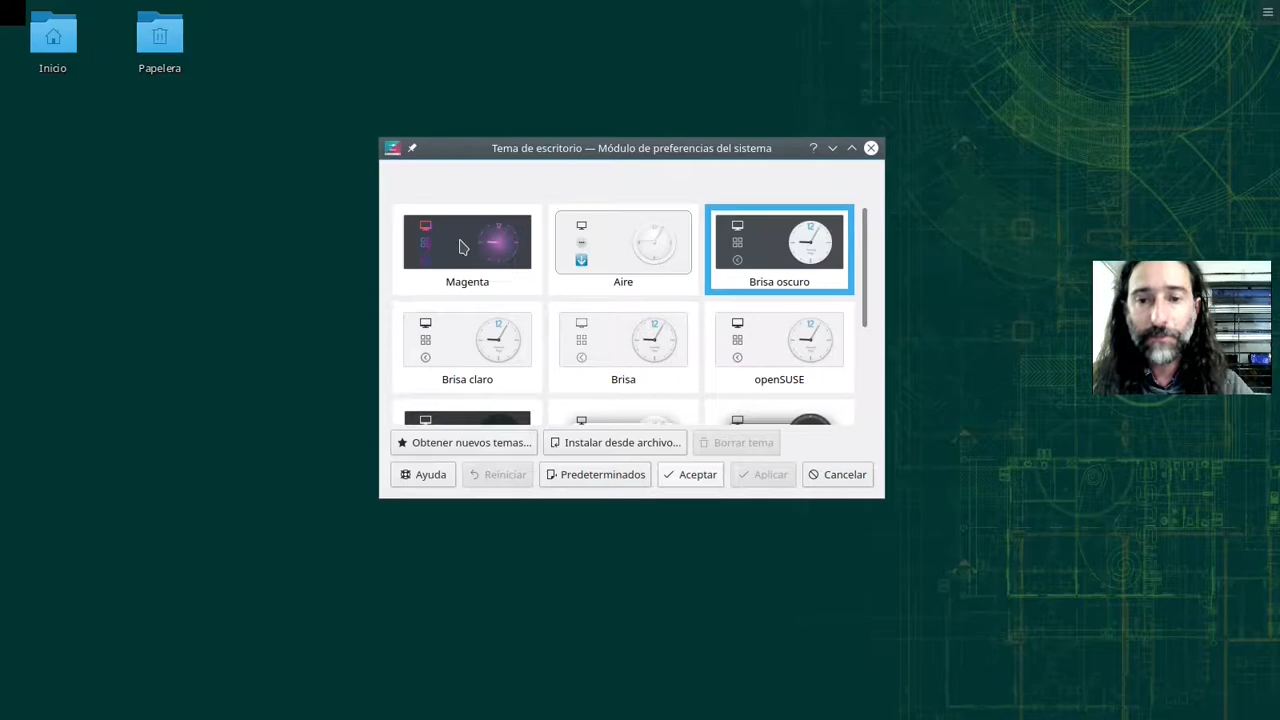 Inicio
Papelera
Tema de escritorio — Módulo de preferencias del sistema
Magenta
Aire
Brisa oscuro
Brisa claro
Brisa
openSUSE
Obtener nuevos temas...
Instalar desde archivo...
Borrar tema
Ayuda
Reiniciar
Predeterminados
Aceptar
Aplicar
Cancelar